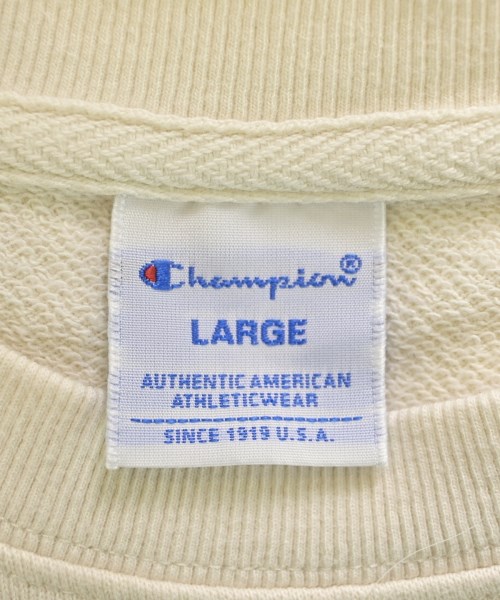 Champion®
LARGE
AUTHENTIC AMERICAN
ATHLETICWEAR
SINCE 1919 U.S.A.